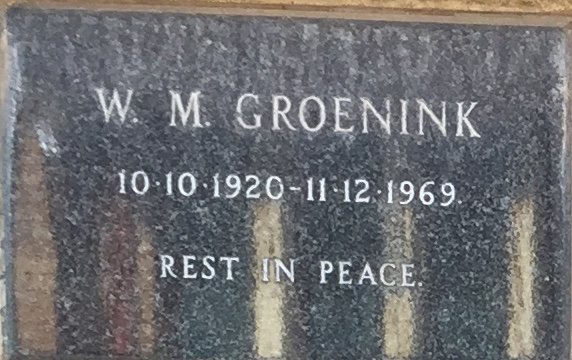 W. M. GROENINK
10·10·1920-11·12·1969.
REST IN PEACE.